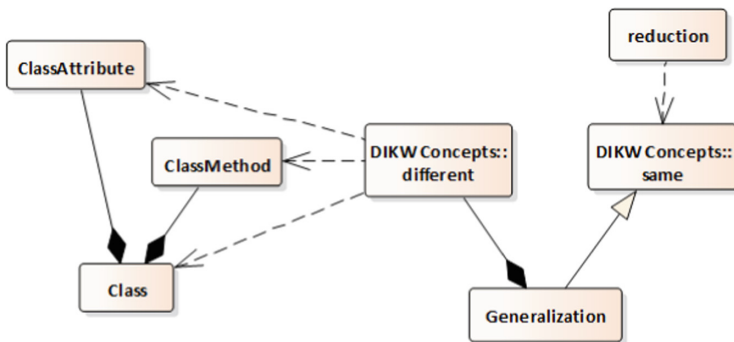 reduction
ClassAttribute
DIKW Concepts::
different
DIKW Concepts::
same
ClassMethod
Class
Generalization